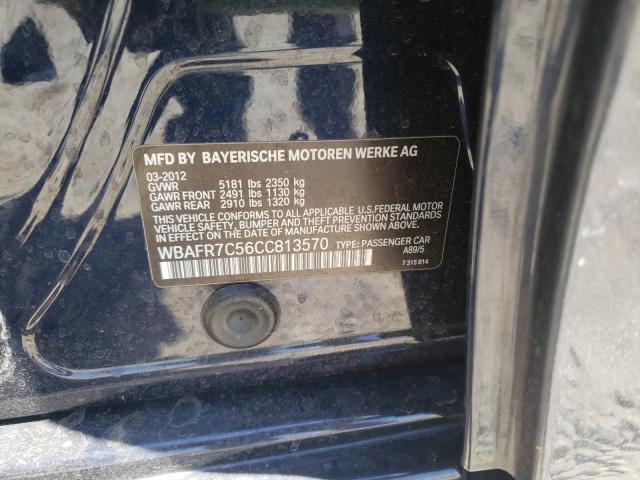 MFD BY BAYERISCHE MOTOREN WERKE AG
03-2012
GVWR 5181 lbs 2350 kg
GAWR FRONT 2491 lbs 1130 kg
GAWR REAR 2910 lbs 1320 kg
THIS VEHICLE CONFORMS TO ALL APPLICABLE U.S.FEDERAL MOTOR
VEHICLE SAFETY, BUMPER AND THEFT PREVENTION STANDARDS
IN EFFECT ON THE DATE OF MANUFACTURE SHOWN ABOVE.
WBAFR7C56CC813570 TYPE: PASSENGER CAR
A89/5
7 315 814